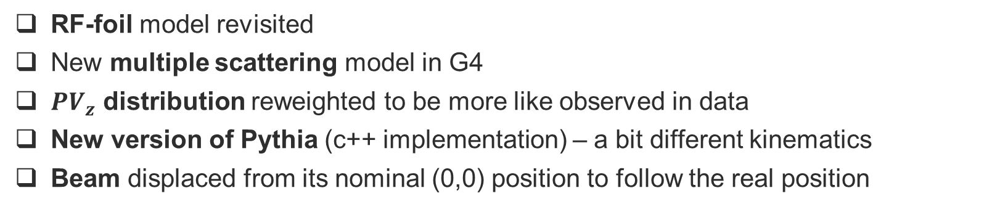 ❑ RF-foil model revisited
❑ New multiple scattering model in G4
❑ PV_z distribution reweighted to be more like observed in data
❑ New version of Pythia (c++ implementation) – a bit different kinematics
❑ Beam displaced from its nominal (0,0) position to follow the real position